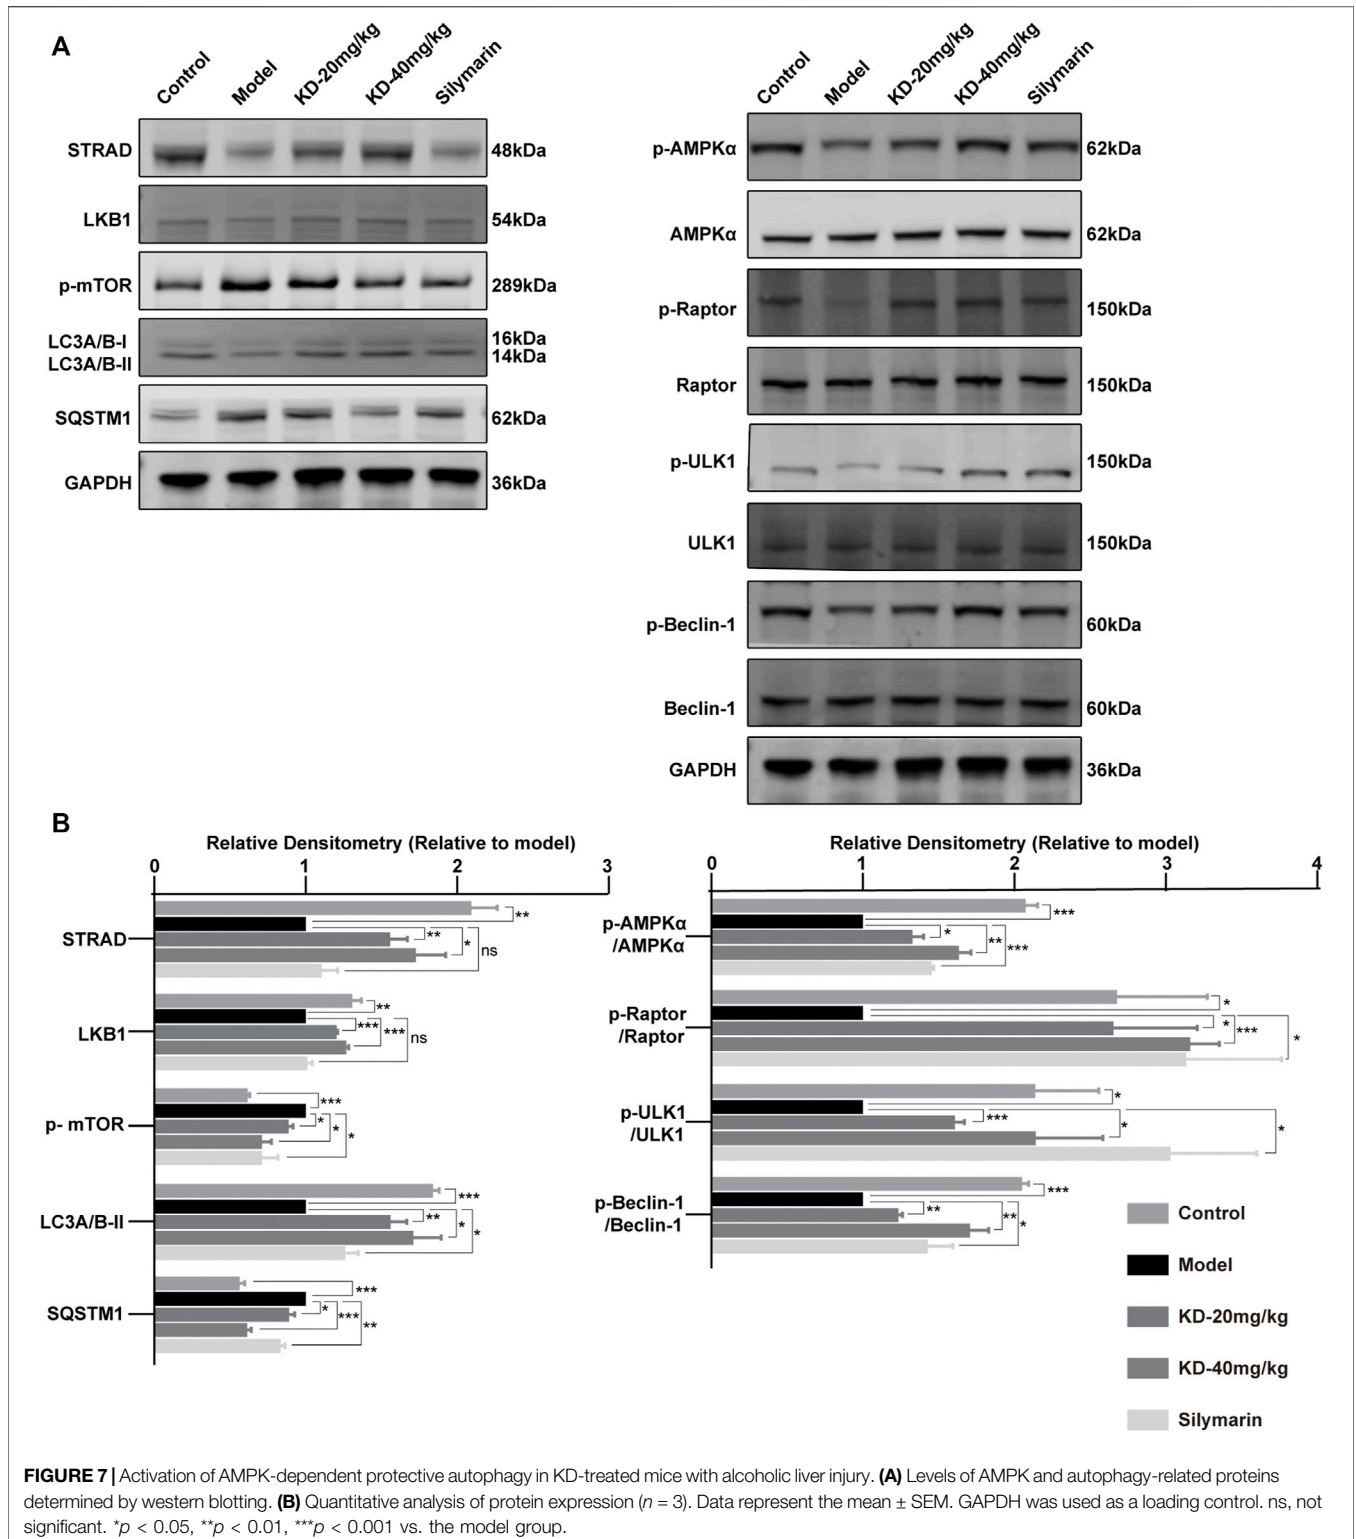 A
Control
Model
KD-20mg/kg
KD-40mg/kg
Silymarin
STRAD 48kDa
LKB1 54kDa
p-mTOR 289kDa
LC3A/B-I 16kDa
LC3A/B-II 14kDa
SQSTM1 62kDa
GAPDH 36kDa
Control
Model
KD-20mg/kg
KD-40mg/kg
Silymarin
p-AMPKα 62kDa
AMPKα 62kDa
p-Raptor 150kDa
Raptor 150kDa
p-ULK1 150kDa
ULK1 150kDa
p-Beclin-1 60kDa
Beclin-1 60kDa
GAPDH 36kDa
B
Relative Densitometry (Relative to model)
0 1 2 3
STRAD
**
**
*
ns
LKB1
**
***
***
ns
p- mTOR
***
*
*
*
LC3A/B-II
***
**
*
*
SQSTM1
***
*
***
**
Relative Densitometry (Relative to model)
0 1 2 3 4
p-AMPKα
/AMPKα
***
*
**
***
p-Raptor
/Raptor
*
*
***
*
p-ULK1
/ULK1
*
***
*
*
p-Beclin-1
/Beclin-1
***
**
**
*
Control
Model
KD-20mg/kg
KD-40mg/kg
Silymarin
FIGURE 7 | Activation of AMPK-dependent protective autophagy in KD-treated mice with alcoholic liver injury. (A) Levels of AMPK and autophagy-related proteins
determined by western blotting. (B) Quantitative analysis of protein expression (n = 3). Data represent the mean ± SEM. GAPDH was used as a loading control. ns, not
significant. *p < 0.05, **p < 0.01, ***p < 0.001 vs. the model group.